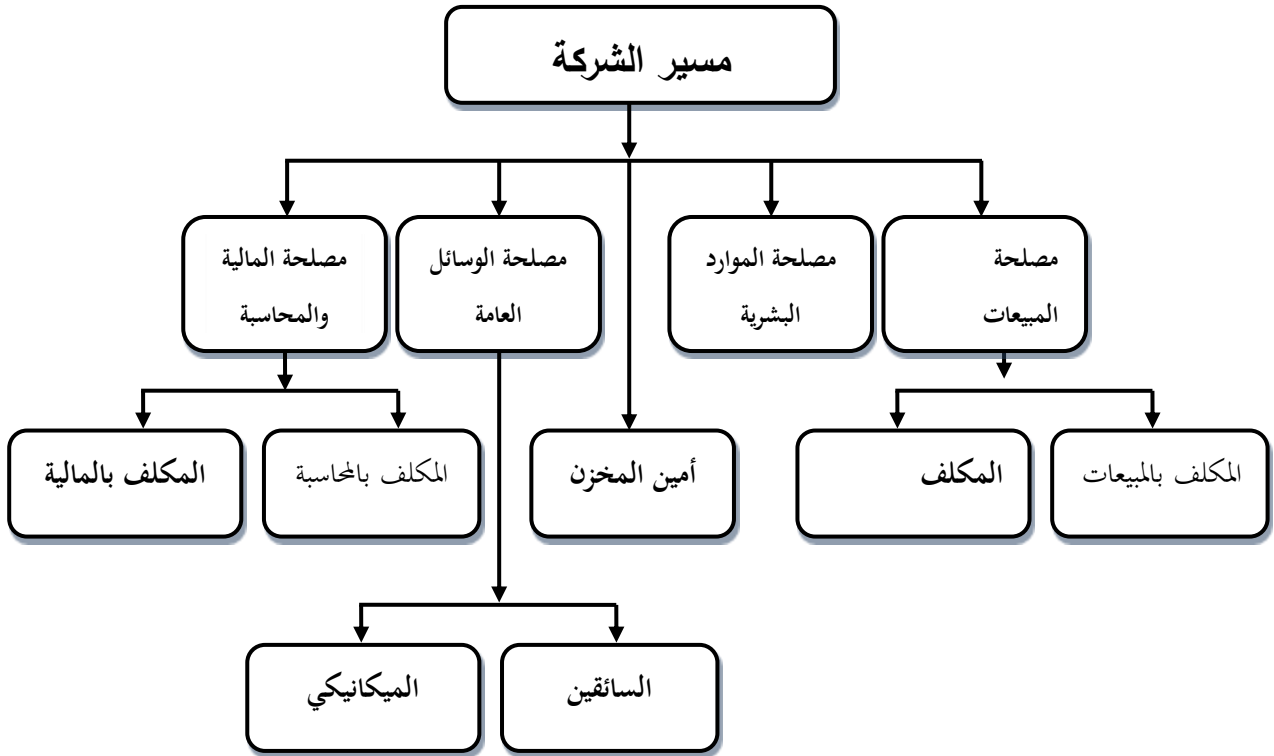 مسير الشركة
مصلحة
المبيعات
مصلحة الموارد
البشرية
مصلحة الوسائل
العامة
مصلحة المالية
والمحاسبة
المكلف بالمبيعات
المكلف
أمين المخزن
المكلف بالمحاسبة
المكلف بالمالية
السائقين
الميكانيكي